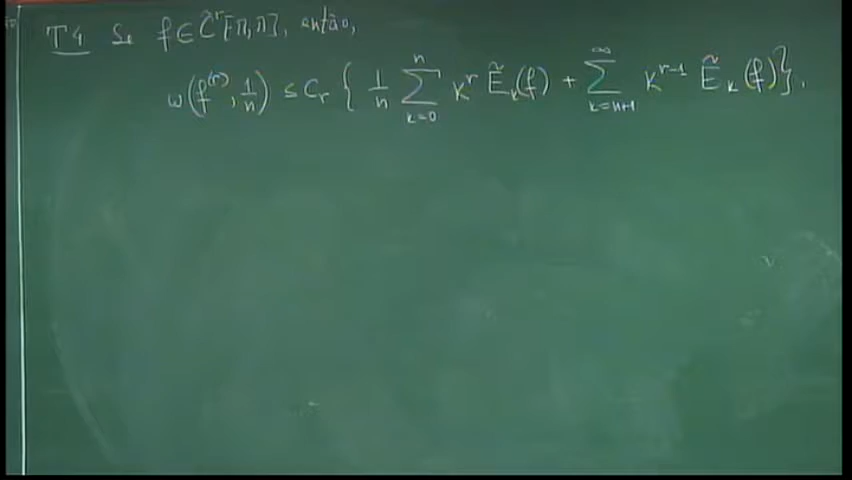 T4 Se f ∈ C̃^r[-π,π], então,
ω(f^(r), 1/n) ≤ C_r { 1/n ∑_{k=0}^{n} k^r Ẽ_k(f) + ∑_{k=n+1}^{∞} k^{r-1} Ẽ_k(f) }.